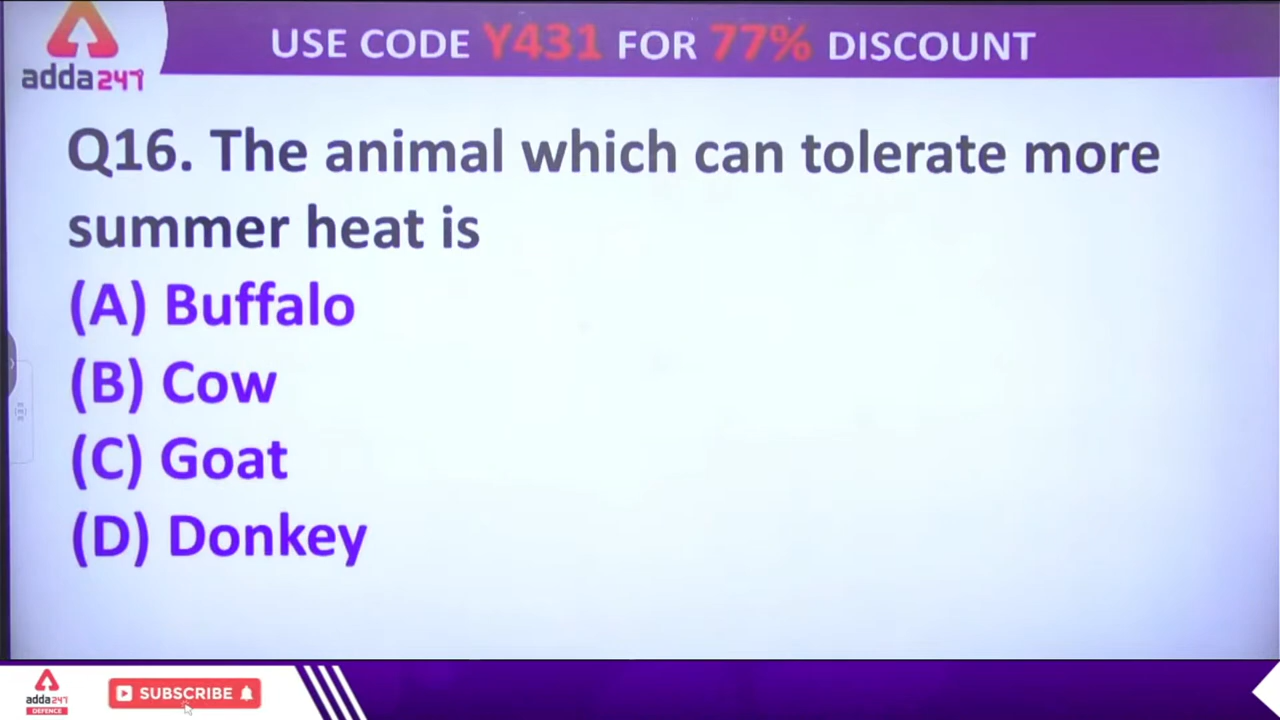 USE CODE Y431 FOR 77% DISCOUNT
adda247
Q16. The animal which can tolerate more
summer heat is
(A) Buffalo
(B) Cow
(C) Goat
(D) Donkey
adda247
DEFENCE
SUBSCRIBE